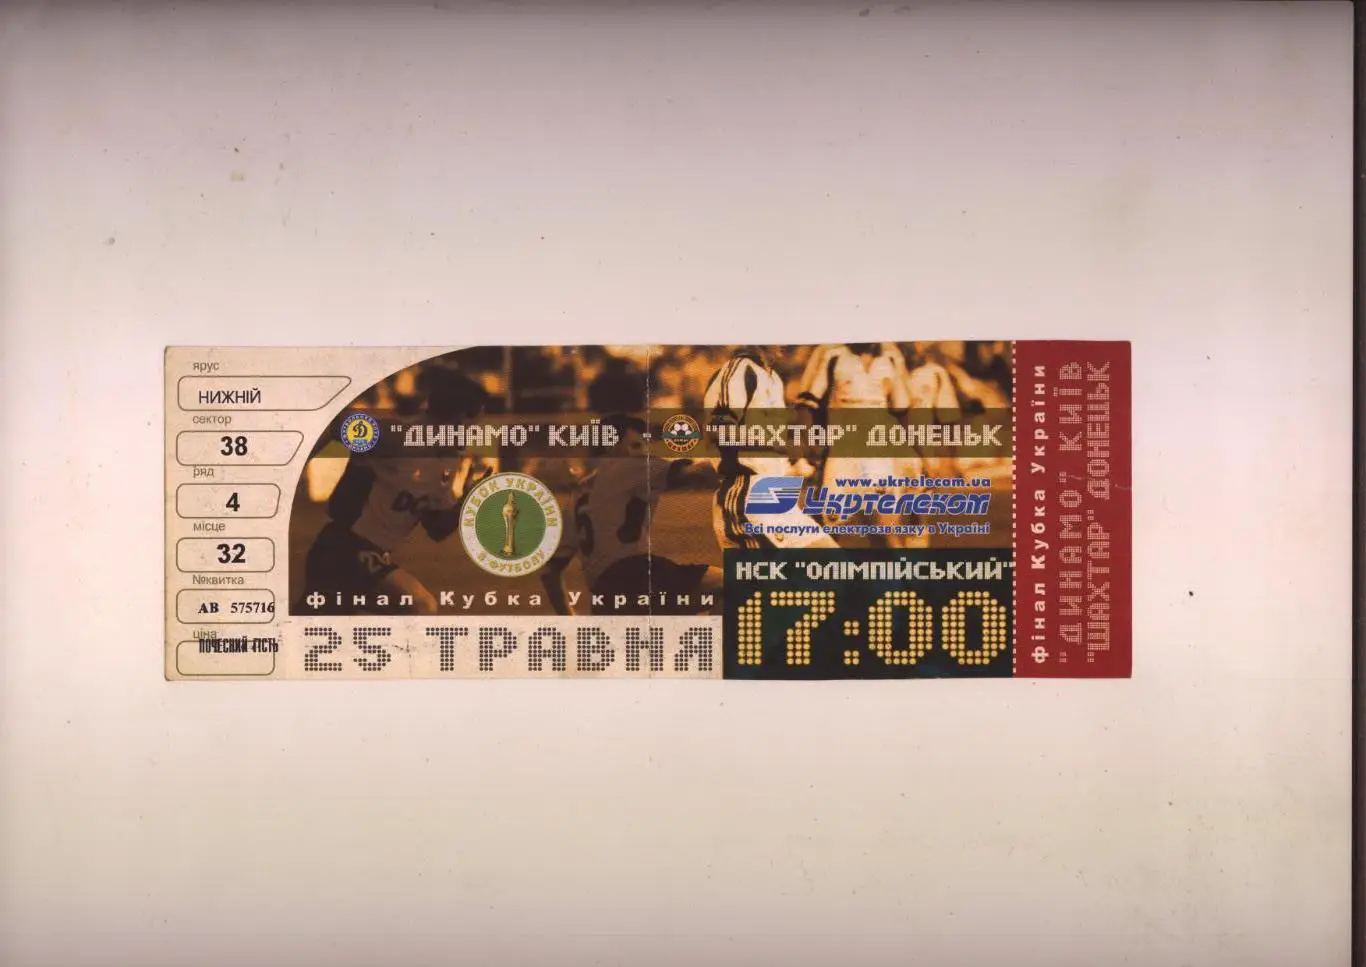 ярус
НИЖНІЙ
сектор
38
ряд
4
місце
32
№квитка
АВ 575716
ціна
ПОЧЕСНИЙ ГІСТЬ
"ДИНАМО" КИЇВ - "ШАХТАР" ДОНЕЦЬК
КУБОК УКРАЇНИ
З ФУТБОЛУ
www.ukrtelecom.ua
Укртелеком
Всі послуги електрозв'язку в Україні
НСК "ОЛІМПІЙСЬКИЙ"
17:00
фінал Кубка України
25 ТРАВНЯ
фінал Кубка України
"ДИНАМО" КИЇВ
"ШАХТАР" ДОНЕЦЬК